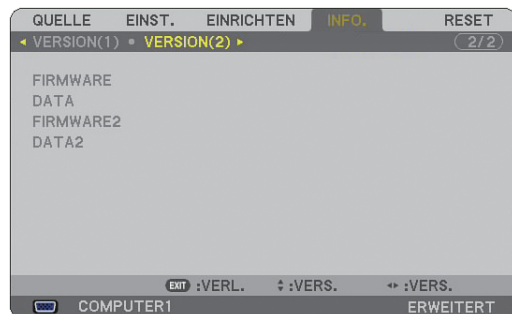 QUELLE EINST. EINRICHTEN INFO. RESET
◂ VERSION(1) • VERSION(2) ▸ 2/2
FIRMWARE
DATA
FIRMWARE2
DATA2
EXIT :VERL. :VERS. :VERS.
COMPUTER1 ERWEITERT